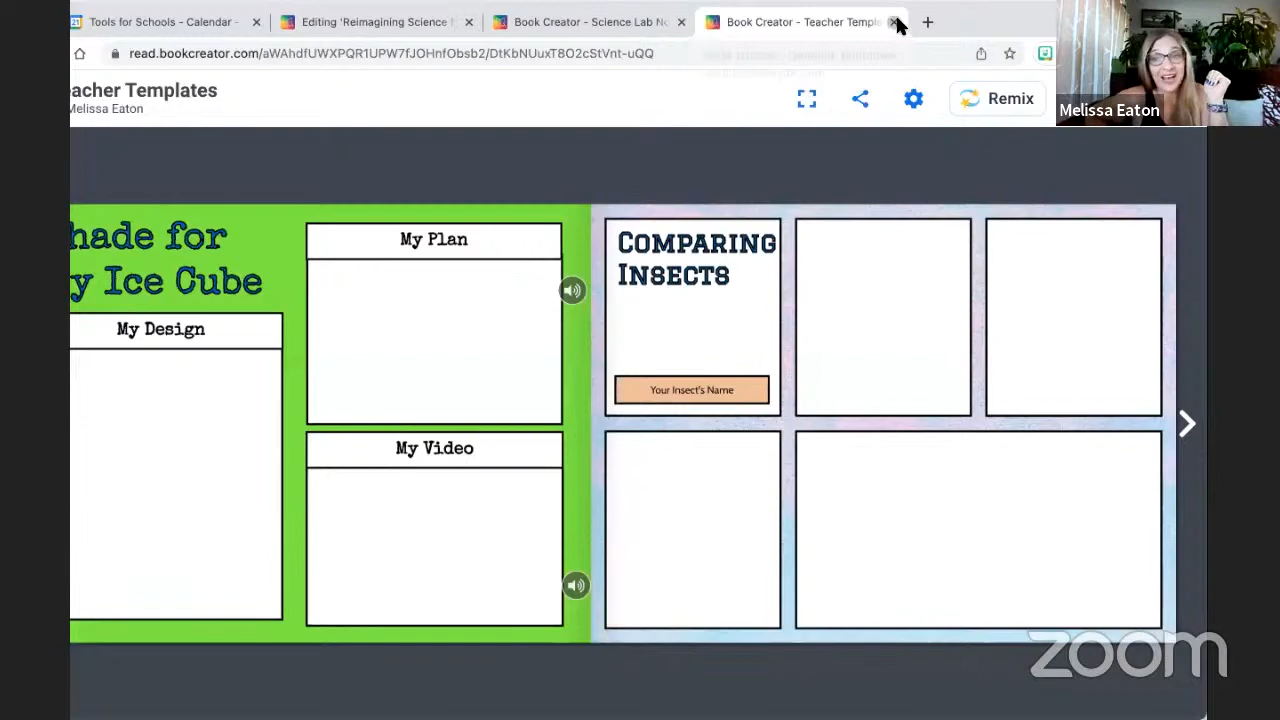 Tools for Schools - Calendar -
Editing 'Reimagining Science
Book Creator - Science Lab No
Book Creator - Teacher Templa
read.bookcreator.com/aWAhdfUWXPQR1UPW7fJOHnfObsb2/DtKbNUuxT8O2cStVnt-uQQ
eacher Templates
Melissa Eaton
Remix
Melissa Eaton
hade for
y Ice Cube
My Design
My Plan
My Video
Comparing
Insects
Your Insect's Name
zoom